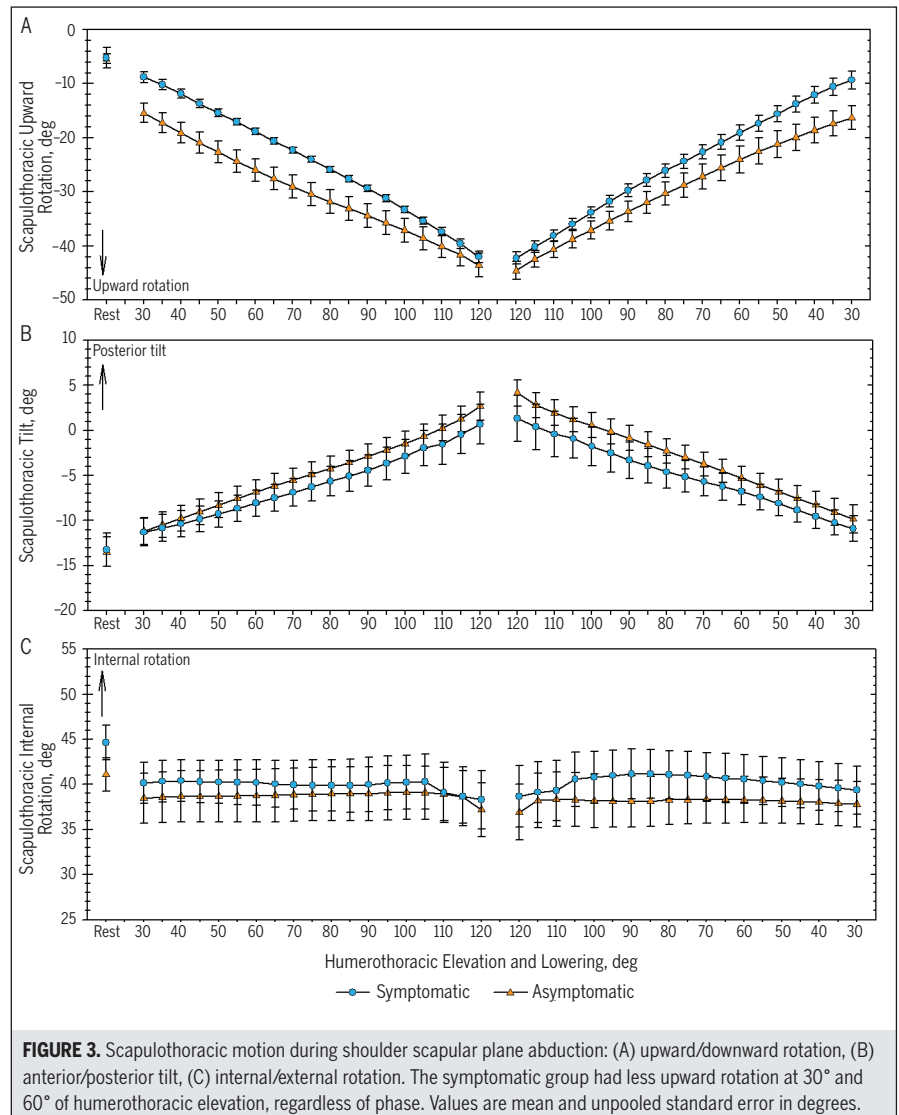 A
Scapulothoracic Upward
Rotation, deg
0
–10
–20
–30
–40
–50
Upward rotation
Rest 30 40 50 60 70 80 90 100 110 120 120 110 100 90 80 70 60 50 40 30
B
Scapulothoracic Tilt, deg
10
5
0
–5
–10
–15
–20
Posterior tilt
Rest 30 40 50 60 70 80 90 100 110 120 120 110 100 90 80 70 60 50 40 30
C
Scapulothoracic Internal
Rotation, deg
55
50
45
40
35
30
25
Internal rotation
Rest 30 40 50 60 70 80 90 100 110 120 120 110 100 90 80 70 60 50 40 30
Humerothoracic Elevation and Lowering, deg
Symptomatic Asymptomatic
FIGURE 3. Scapulothoracic motion during shoulder scapular plane abduction: (A) upward/downward rotation, (B)
anterior/posterior tilt, (C) internal/external rotation. The symptomatic group had less upward rotation at 30° and
60° of humerothoracic elevation, regardless of phase. Values are mean and unpooled standard error in degrees.